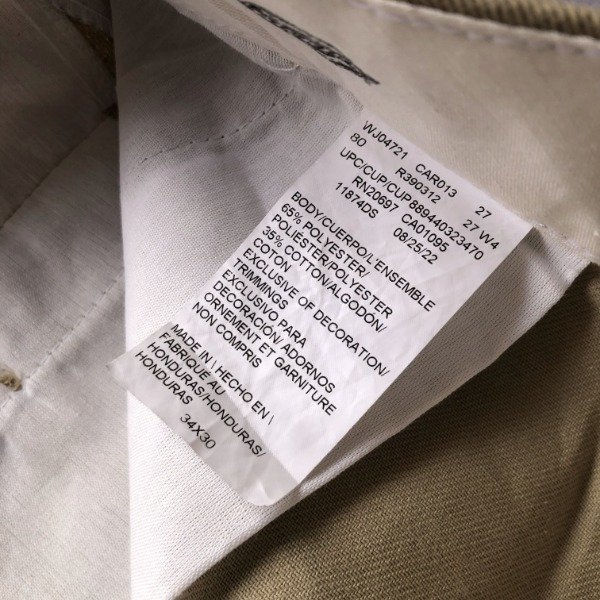 WJ04721 CAR013 27
80 R390312 27 W4
UPC/CUP/CUP889440323470
RN20697 CA01095
11874DS 08/25/22
BODY/CUERPO/L'ENSEMBLE
65% POLYESTER/
POLIÉSTER/POLYESTER
35% COTTON/ALGODÓN/
COTON
EXCLUSIVE OF DECORATION/
TRIMMINGS
EXCLUSIVO PARA
DECORACIÓN/ADORNOS
ORNEMENT ET GARNITURE
NON COMPRIS
MADE IN \ HECHO EN \
FABRIQUE AU
HONDURAS/HONDURAS/
HONDURAS
34X30